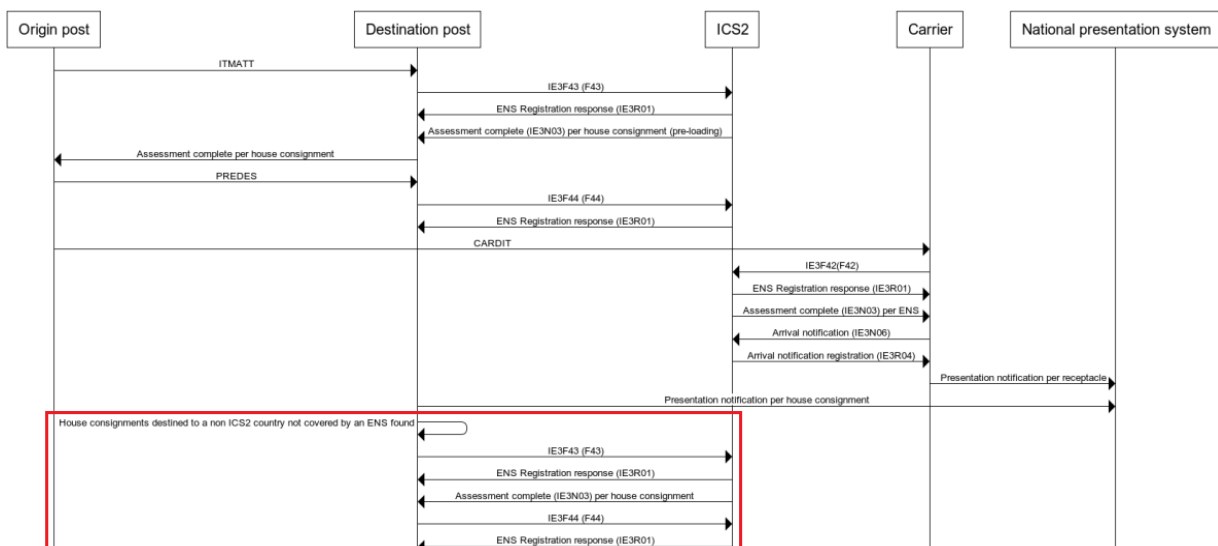 Origin post
Destination post
ICS2
Carrier
National presentation system
ITMATT
IE3F43 (F43)
ENS Registration response (IE3R01)
Assessment complete (IE3N03) per house consignment (pre-loading)
Assessment complete per house consignment
PREDES
IE3F44 (F44)
ENS Registration response (IE3R01)
CARDIT
IE3F42(F42)
ENS Registration response (IE3R01)
Assessment complete (IE3N03) per ENS
Arrival notification (IE3N06)
Arrival notification registration (IE3R04)
Presentation notification per receptacle
Presentation notification per house consignment
House consignments destined to a non ICS2 country not covered by an ENS found
IE3F43 (F43)
ENS Registration response (IE3R01)
Assessment complete (IE3N03) per house consignment
IE3F44 (F44)
ENS Registration response (IE3R01)